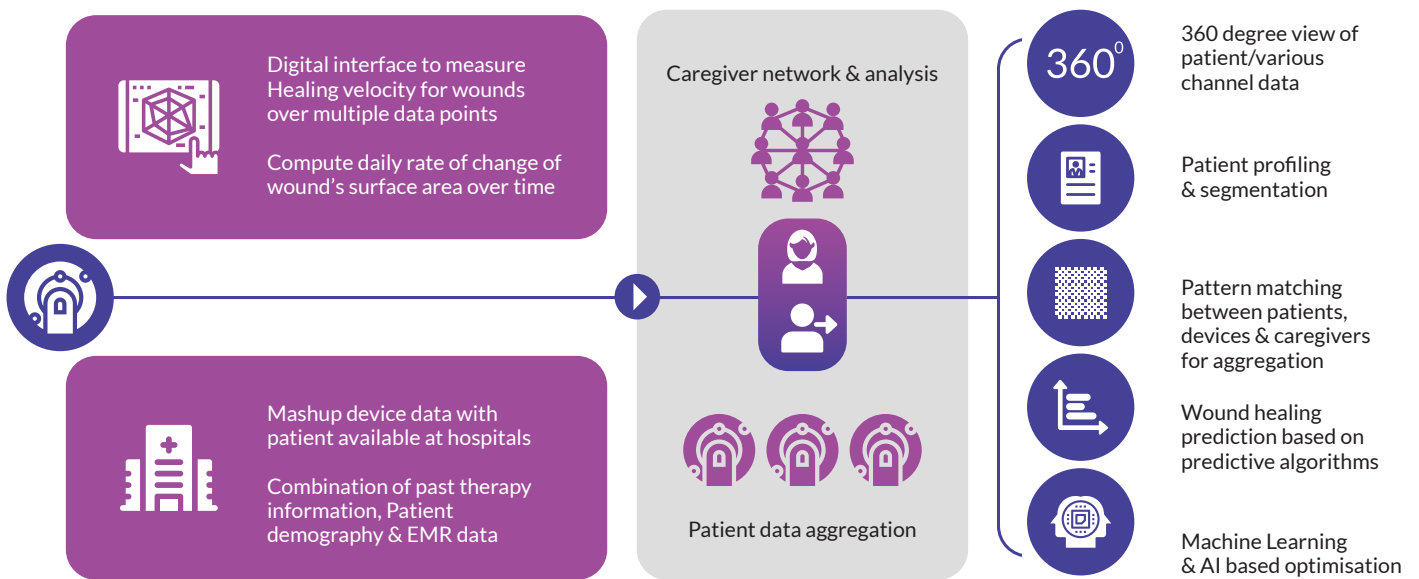 Digital interface to measure
Healing velocity for wounds
over multiple data points
Compute daily rate of change of
wound's surface area over time
Mashup device data with
patient available at hospitals
Combination of past therapy
information, Patient
demography & EMR data
Caregiver network & analysis
Patient data aggregation
360⁰
360 degree view of
patient/various
channel data
Patient profiling
& segmentation
Pattern matching
between patients,
devices & caregivers
for aggregation
Wound healing
prediction based on
predictive algorithms
Machine Learning
& AI based optimisation